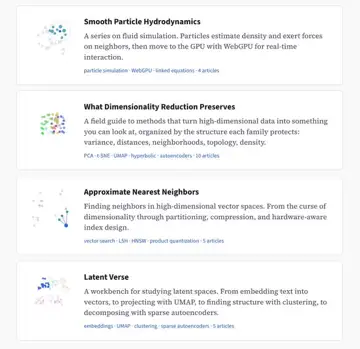 Smooth Particle Hydrodynamics
A series on fluid simulation. Particles estimate density and exert forces
on neighbors, then move to the GPU with WebGPU for real-time
interaction.
particle simulation · WebGPU · linked equations · 4 articles
What Dimensionality Reduction Preserves
A field guide to methods that turn high-dimensional data into something
you can look at, organized by the structure each family protects:
variance, distances, neighborhoods, topology, density.
PCA · t-SNE · UMAP · hyperbolic · autoencoders · 10 articles
Approximate Nearest Neighbors
Finding neighbors in high-dimensional vector spaces. From the curse of
dimensionality through partitioning, compression, and hardware-aware
index design.
vector search · LSH · HNSW · product quantization · 5 articles
Latent Verse
A workbench for studying latent spaces. From embedding text into
vectors, to projecting with UMAP, to finding structure with clustering, to
decomposing with sparse autoencoders.
embeddings · UMAP · clustering · sparse autoencoders · 5 articles